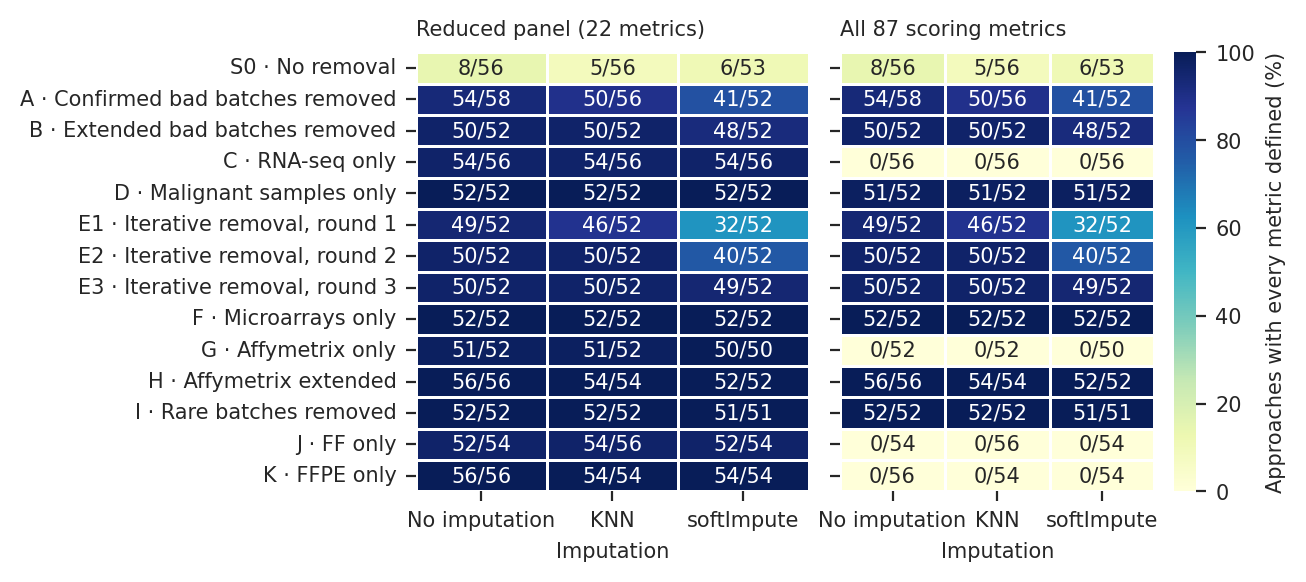 Reduced panel (22 metrics) All 87 scoring metrics
S0 · No removal 8/56 5/56 6/53 8/56 5/56 6/53
A · Confirmed bad batches removed 54/58 50/56 41/52 54/58 50/56 41/52
B · Extended bad batches removed 50/52 50/52 48/52 50/52 50/52 48/52
C · RNA-seq only 54/56 54/56 54/56 0/56 0/56 0/56
D · Malignant samples only 52/52 52/52 52/52 51/52 51/52 51/52
E1 · Iterative removal, round 1 49/52 46/52 32/52 49/52 46/52 32/52
E2 · Iterative removal, round 2 50/52 50/52 40/52 50/52 50/52 40/52
E3 · Iterative removal, round 3 50/52 50/52 49/52 50/52 50/52 49/52
F · Microarrays only 52/52 52/52 52/52 52/52 52/52 52/52
G · Affymetrix only 51/52 51/52 50/50 0/52 0/52 0/50
H · Affymetrix extended 56/56 54/54 52/52 56/56 54/54 52/52
I · Rare batches removed 52/52 52/52 51/51 52/52 52/52 51/51
J · FF only 52/54 54/56 52/54 0/54 0/56 0/54
K · FFPE only 56/56 54/54 54/54 0/56 0/54 0/54
No imputation KNN softImpute No imputation KNN softImpute
Imputation Imputation
100
80
60
40
20
0
Approaches with every metric defined (%)